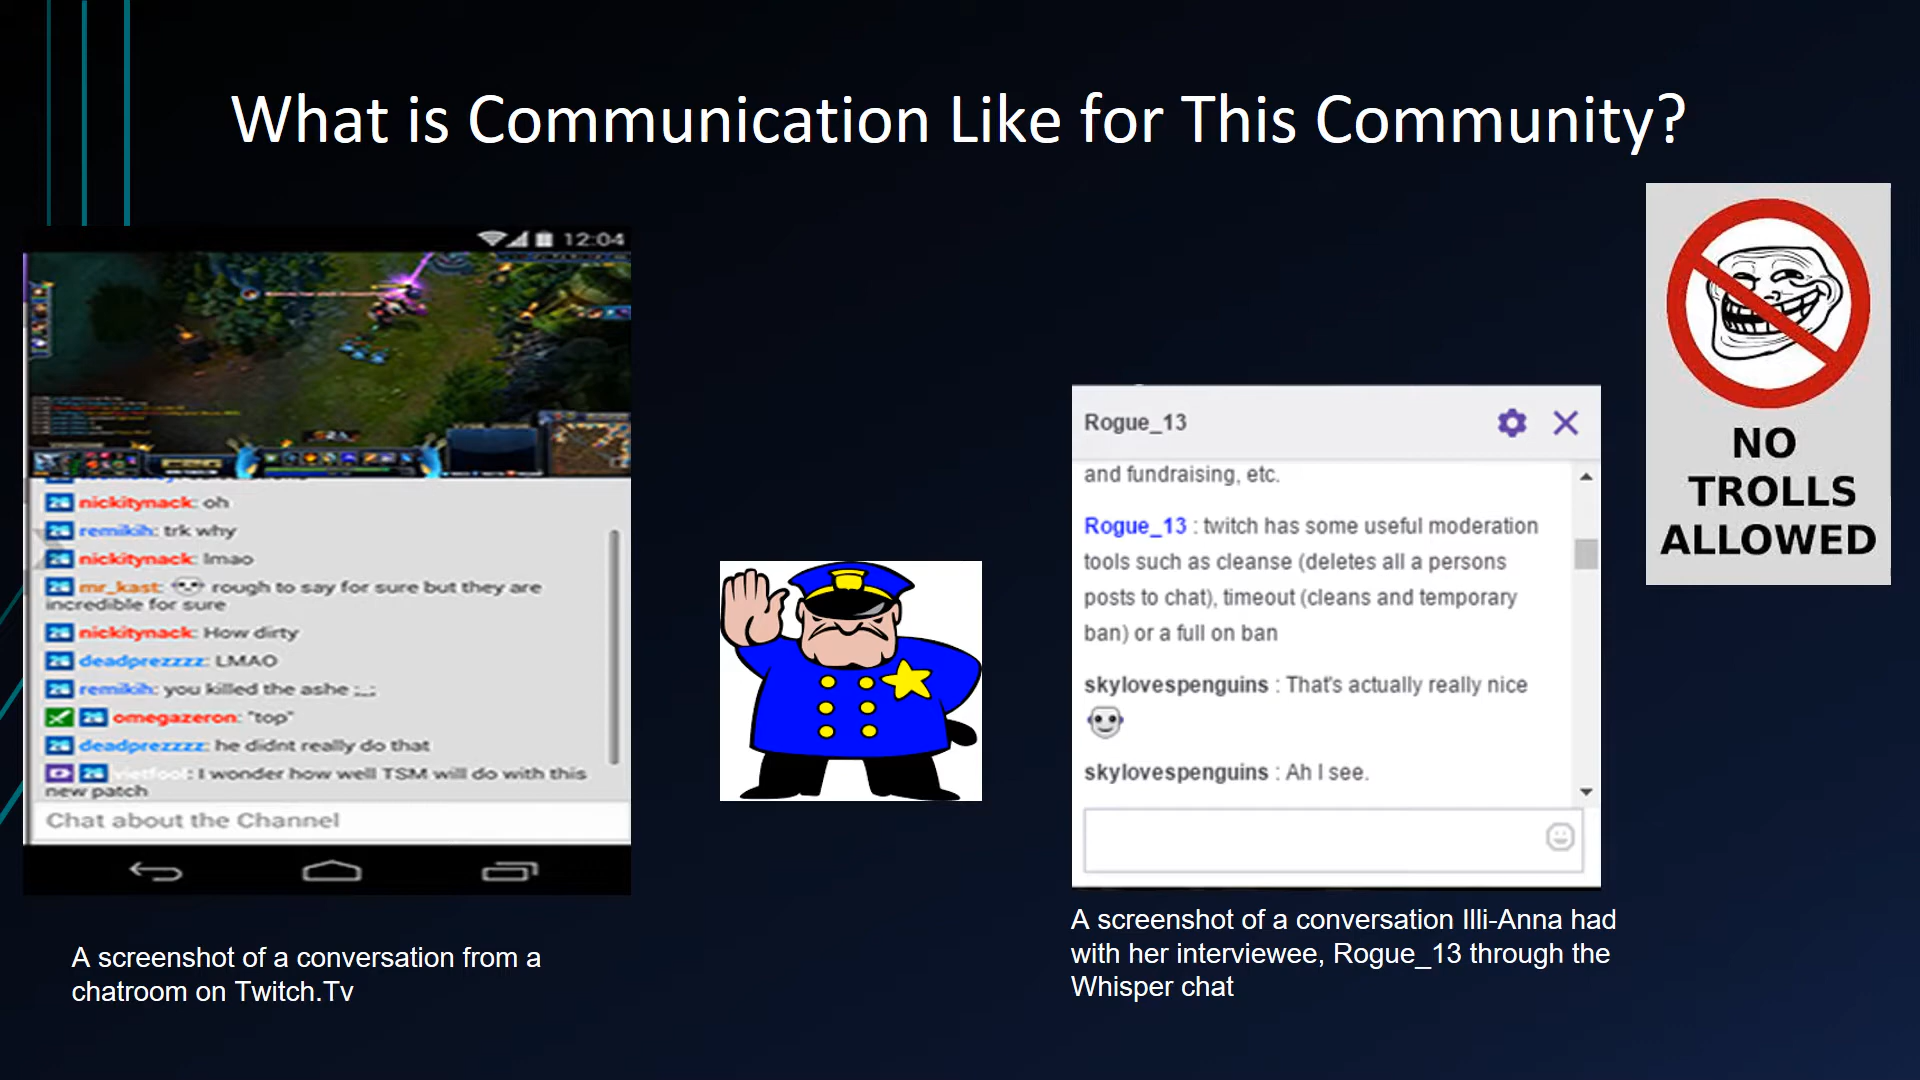 What is Communication Like for This Community?
12:04
nickitynack: oh
remikih: trk why
nickitynack: lmao
mr_kast: rough to say for sure but they are
incredible for sure
nickitynack: How dirty
deadprezzzz: LMAO
remikih: you killed the ashe ;_;
omegazeron: "top"
deadprezzzz: he didnt really do that
vietfool: I wonder how well TSM will do with this
new patch
Chat about the Channel
A screenshot of a conversation from a
chatroom on Twitch.Tv
Rogue_13
and fundraising, etc.
Rogue_13 : twitch has some useful moderation
tools such as cleanse (deletes all a persons
posts to chat), timeout (cleans and temporary
ban) or a full on ban
skylovespenguins : That's actually really nice
skylovespenguins : Ah I see.
A screenshot of a conversation Illi-Anna had
with her interviewee, Rogue_13 through the
Whisper chat
NO
TROLLS
ALLOWED